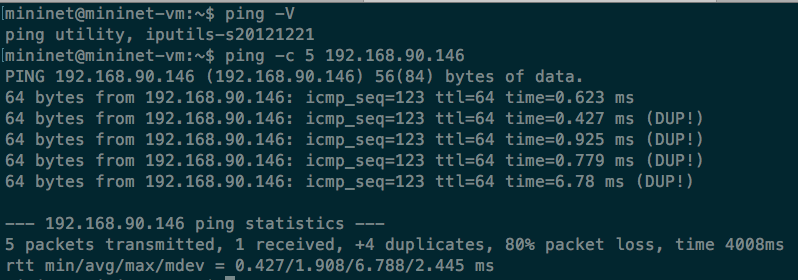 [mininet@mininet-vm:~$ ping -V
ping utility, iputils-s20121221
[mininet@mininet-vm:~$ ping -c 5 192.168.90.146
PING 192.168.90.146 (192.168.90.146) 56(84) bytes of data.
64 bytes from 192.168.90.146: icmp_seq=123 ttl=64 time=0.623 ms
64 bytes from 192.168.90.146: icmp_seq=123 ttl=64 time=0.427 ms (DUP!)
64 bytes from 192.168.90.146: icmp_seq=123 ttl=64 time=0.925 ms (DUP!)
64 bytes from 192.168.90.146: icmp_seq=123 ttl=64 time=0.779 ms (DUP!)
64 bytes from 192.168.90.146: icmp_seq=123 ttl=64 time=6.78 ms (DUP!)
--- 192.168.90.146 ping statistics ---
5 packets transmitted, 1 received, +4 duplicates, 80% packet loss, time 4008ms
rtt min/avg/max/mdev = 0.427/1.908/6.788/2.445 ms